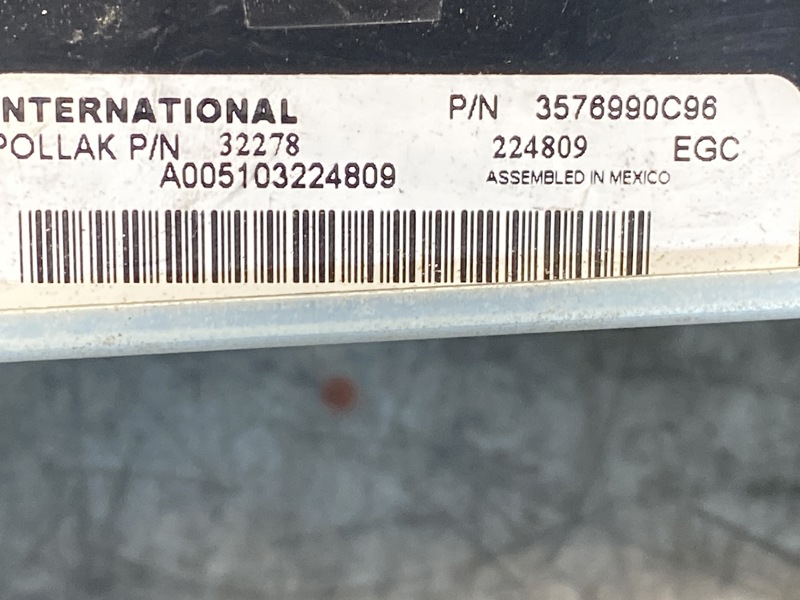 INTERNATIONAL P/N 3576990C96
POLLAK P/N 32278 224809 EGC
A005103224809 ASSEMBLED IN MEXICO